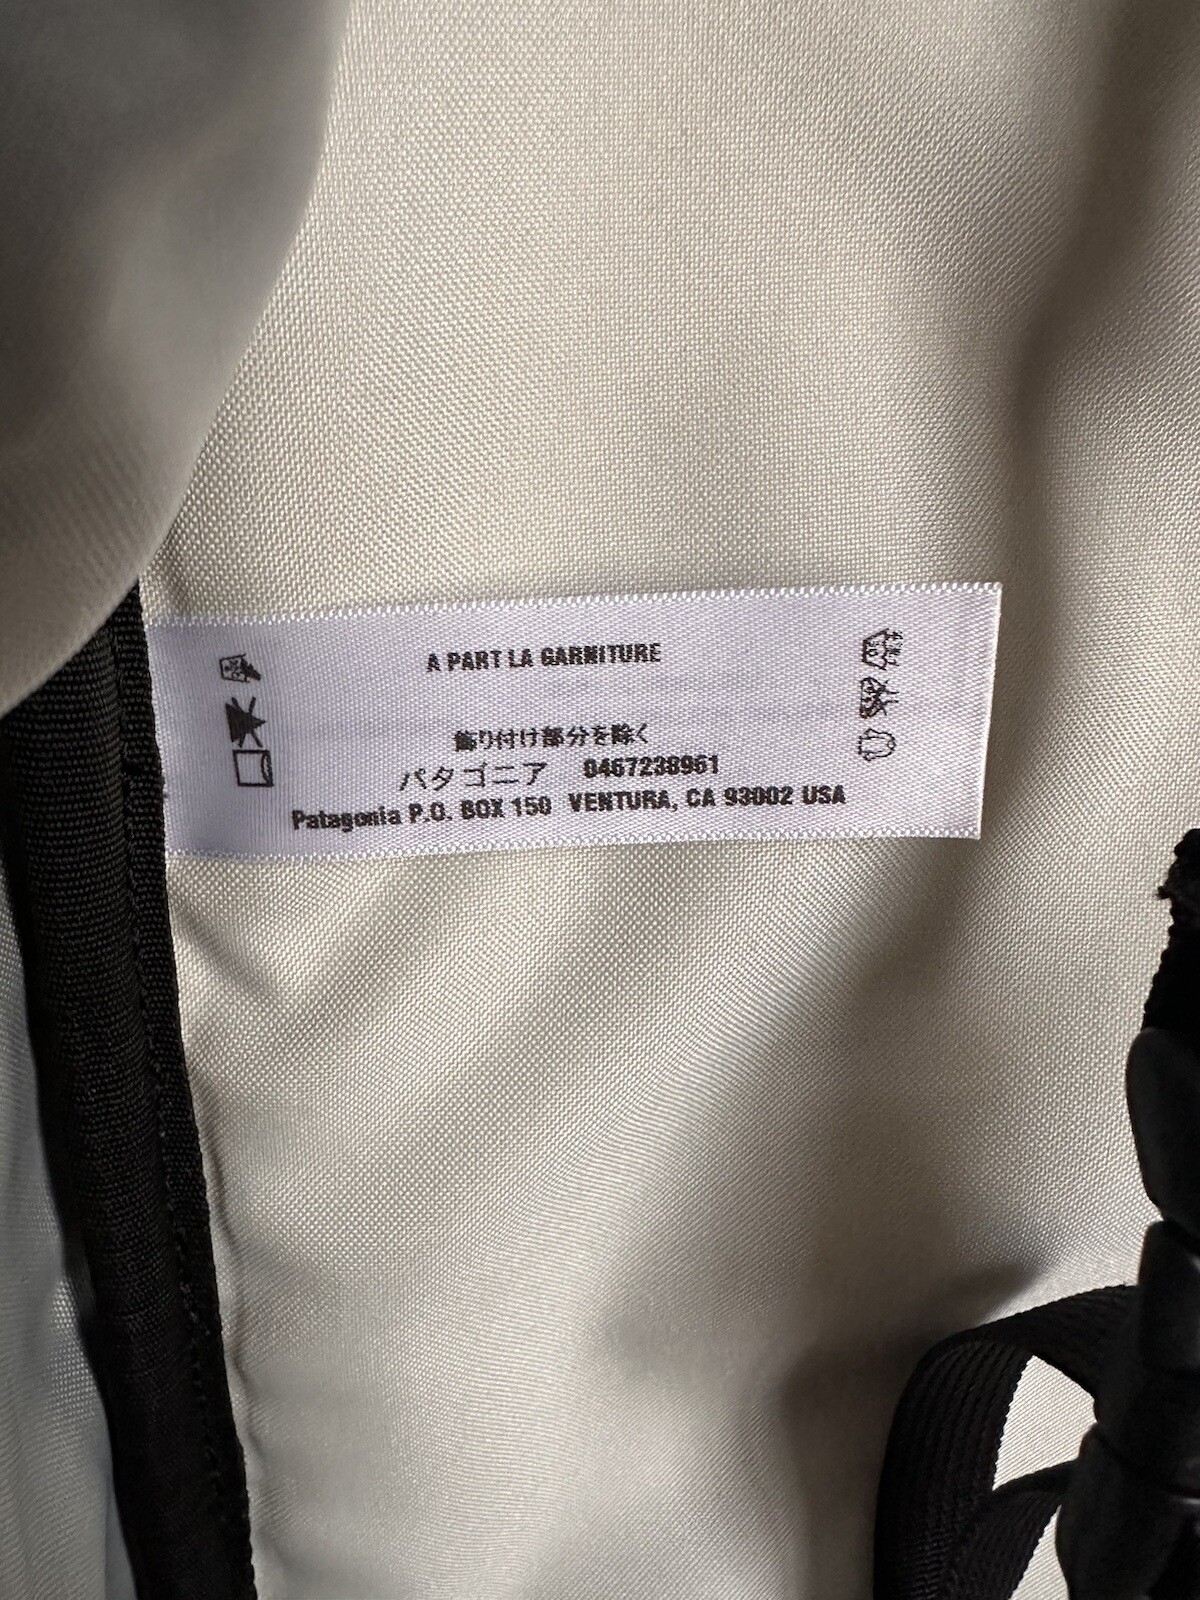 A PART LA GARNITURE
飾り付け部分を除く
パタゴニア 0467238961
Patagonia P.O. BOX 150 VENTURA, CA 93002 USA